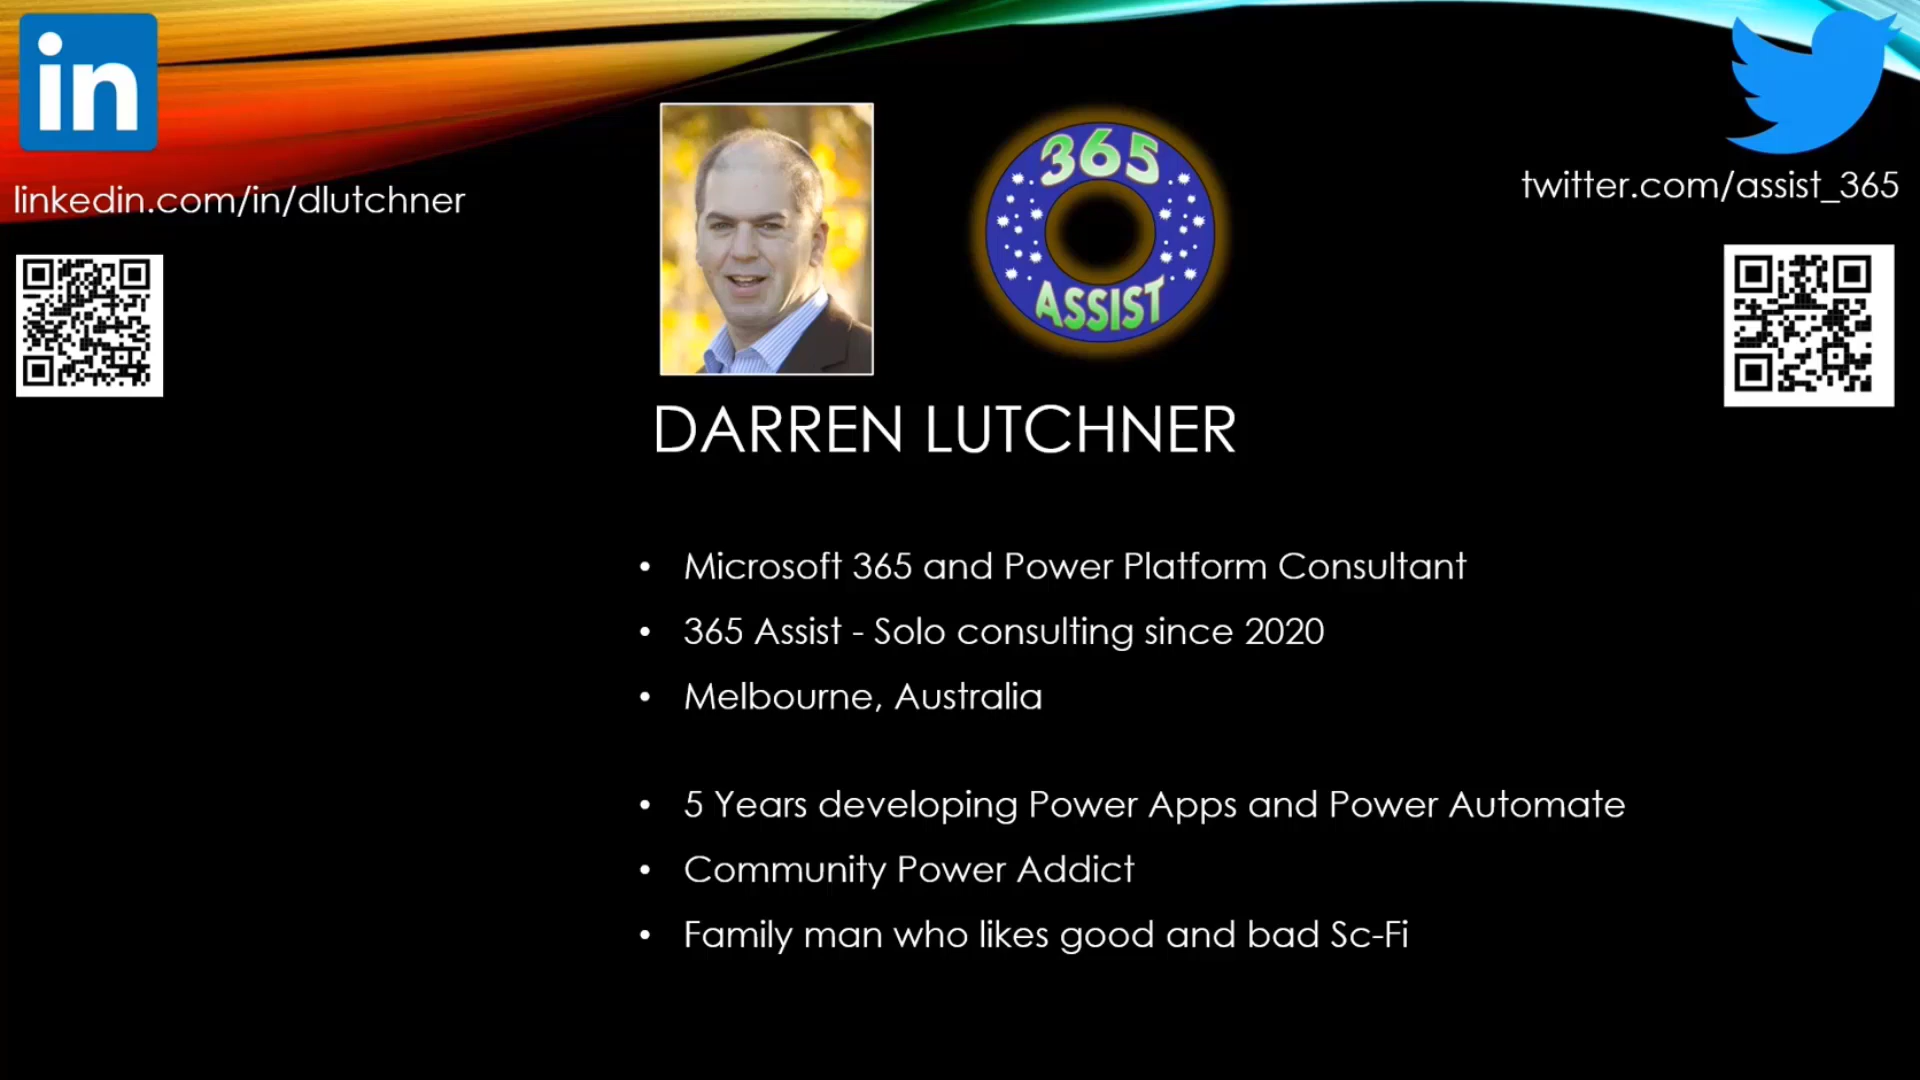 in
linkedin.com/in/dlutchner
twitter.com/assist_365
365
ASSIST
DARREN LUTCHNER
• Microsoft 365 and Power Platform Consultant
• 365 Assist - Solo consulting since 2020
• Melbourne, Australia
• 5 Years developing Power Apps and Power Automate
• Community Power Addict
• Family man who likes good and bad Sc-Fi